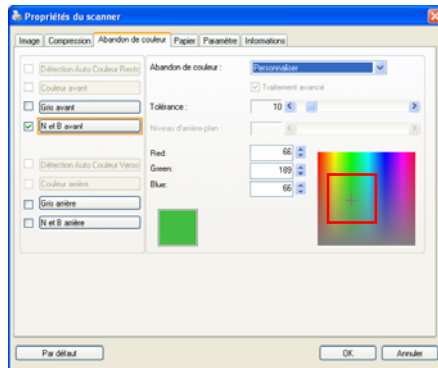 Propriétés du scanner
Image Compression Abandon de couleur Papier Paramètre Informations
Détection Auto Couleur Recto
Couleur avant
Gris avant
N et B avant
Détection Auto Couleur Verso
Couleur arrière
Gris arrière
N et B arrière
Abandon de couleur :
Personnaliser
Traitement avancé
Tolérance :
10
Niveau d'arrière-plan :
Red:
66
Green:
189
Blue:
66
Par défaut
OK
Annuler